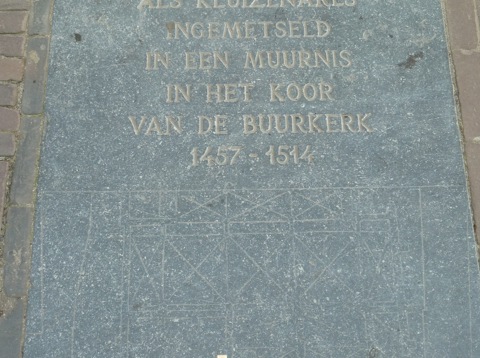 ALS KLUIZENARES
INGEMETSELD
IN EEN MUURNIS
IN HET KOOR
VAN DE BUURKERK
1457 - 1514